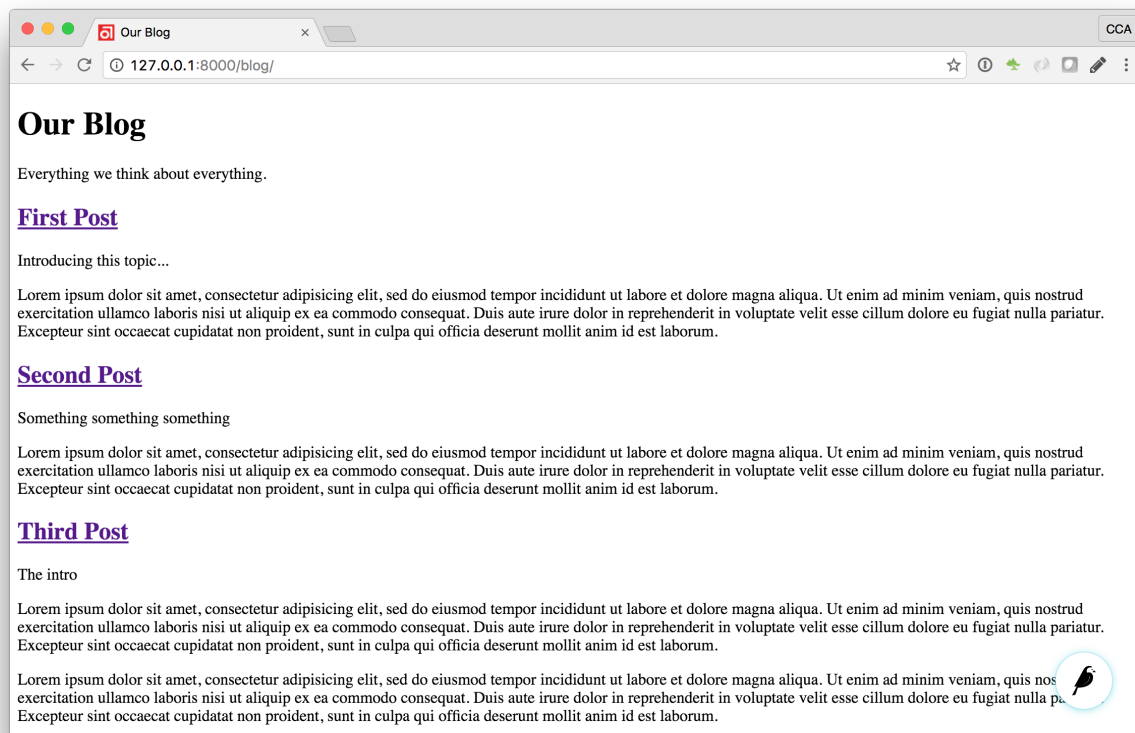 Our Blog
CCA
127.0.0.1:8000/blog/
Our Blog
Everything we think about everything.
First Post
Introducing this topic...
Lorem ipsum dolor sit amet, consectetur adipisicing elit, sed do eiusmod tempor incididunt ut labore et dolore magna aliqua. Ut enim ad minim veniam, quis nostrud
exercitation ullamco laboris nisi ut aliquip ex ea commodo consequat. Duis aute irure dolor in reprehenderit in voluptate velit esse cillum dolore eu fugiat nulla pariatur.
Excepteur sint occaecat cupidatat non proident, sunt in culpa qui officia deserunt mollit anim id est laborum.
Second Post
Something something something
Lorem ipsum dolor sit amet, consectetur adipisicing elit, sed do eiusmod tempor incididunt ut labore et dolore magna aliqua. Ut enim ad minim veniam, quis nostrud
exercitation ullamco laboris nisi ut aliquip ex ea commodo consequat. Duis aute irure dolor in reprehenderit in voluptate velit esse cillum dolore eu fugiat nulla pariatur.
Excepteur sint occaecat cupidatat non proident, sunt in culpa qui officia deserunt mollit anim id est laborum.
Third Post
The intro
Lorem ipsum dolor sit amet, consectetur adipisicing elit, sed do eiusmod tempor incididunt ut labore et dolore magna aliqua. Ut enim ad minim veniam, quis nostrud
exercitation ullamco laboris nisi ut aliquip ex ea commodo consequat. Duis aute irure dolor in reprehenderit in voluptate velit esse cillum dolore eu fugiat nulla pariatur.
Excepteur sint occaecat cupidatat non proident, sunt in culpa qui officia deserunt mollit anim id est laborum.
Lorem ipsum dolor sit amet, consectetur adipisicing elit, sed do eiusmod tempor incididunt ut labore et dolore magna aliqua. Ut enim ad minim veniam, quis
exercitation ullamco laboris nisi ut aliquip ex ea commodo consequat. Duis aute irure dolor in reprehenderit in voluptate velit esse cillum dolore eu fugiat nulla
Excepteur sint occaecat cupidatat non proident, sunt in culpa qui officia deserunt mollit anim id est laborum.